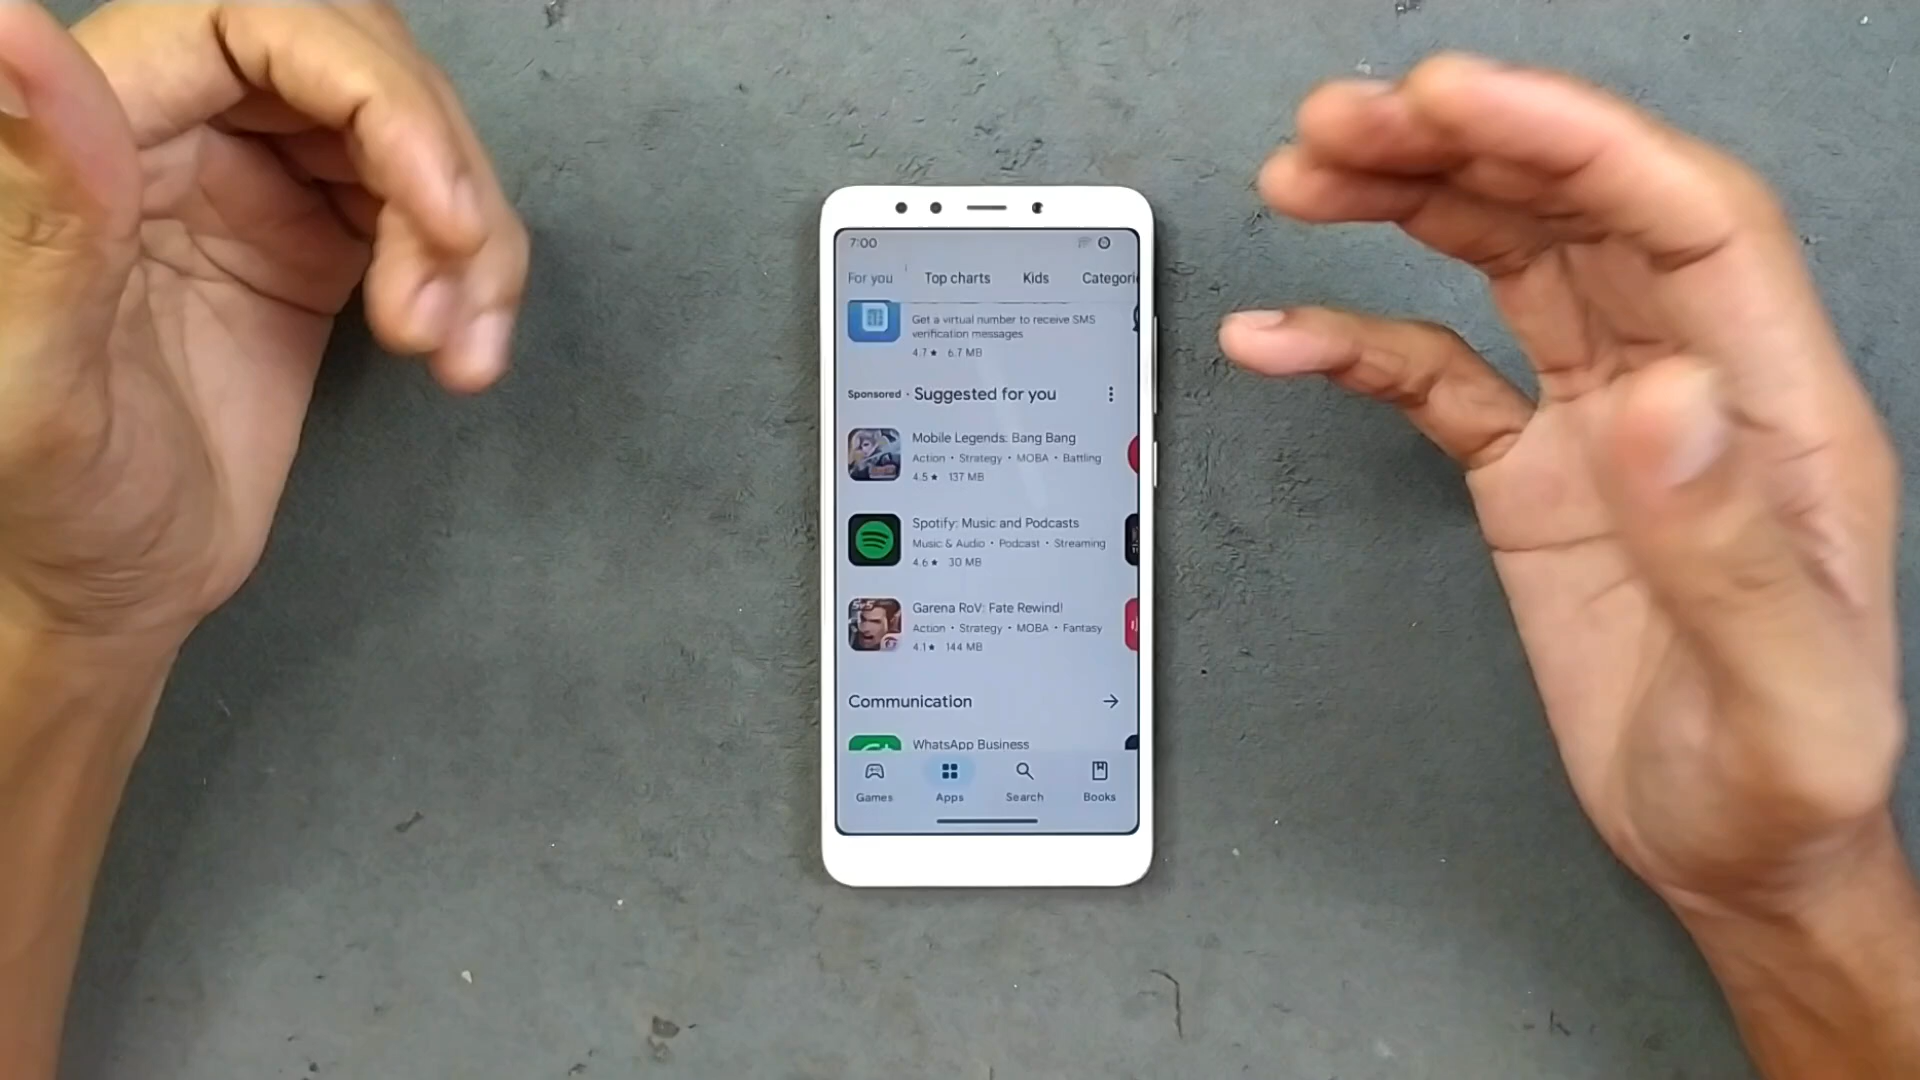 7:00
For you Top charts Kids Categori
Get a virtual number to receive SMS
verification messages
4.7★ 6.7 MB
Sponsored • Suggested for you
Mobile Legends: Bang Bang
Action • Strategy • MOBA • Battling
4.5★ 137 MB
Spotify: Music and Podcasts
Music & Audio • Podcast • Streaming
4.6★ 30 MB
5v5
Garena RoV: Fate Rewind!
Action • Strategy • MOBA • Fantasy
4.1★ 144 MB
Communication
WhatsApp Business
Games Apps Search Books